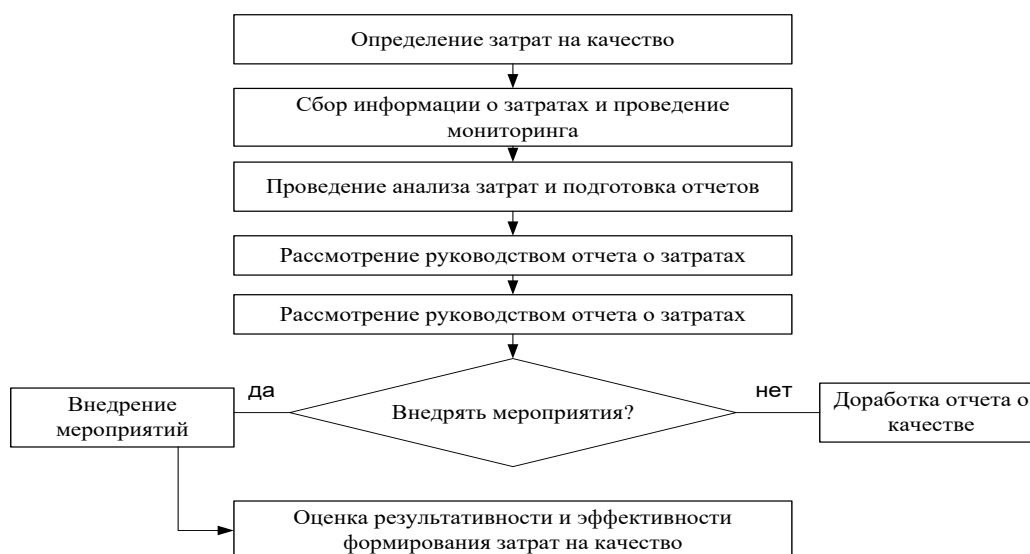 Определение затрат на качество
Сбор информации о затратах и проведение
мониторинга
Проведение анализа затрат и подготовка отчетов
Рассмотрение руководством отчета о затратах
Рассмотрение руководством отчета о затратах
да
нет
Внедрение
мероприятий
Внедрять мероприятия?
Доработка отчета о
качестве
Оценка результативности и эффективности
формирования затрат на качество